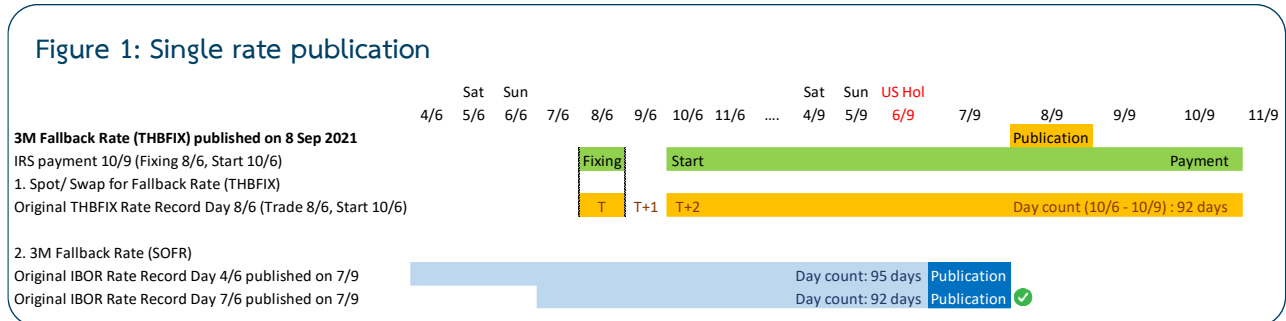 Figure 1: Single rate publication
Sat Sun Sat Sun US Hol
4/6 5/6 6/6 7/6 8/6 9/6 10/6 11/6 .... 4/9 5/9 6/9 7/9 8/9 9/9 10/9 11/9
3M Fallback Rate (THBFIX) published on 8 Sep 2021 Publication
IRS payment 10/9 (Fixing 8/6, Start 10/6) Fixing Start Payment
1. Spot/ Swap for Fallback Rate (THBFIX)
Original THBFIX Rate Record Day 8/6 (Trade 8/6, Start 10/6) T T+1 T+2 Day count (10/6 - 10/9) : 92 days
2. 3M Fallback Rate (SOFR)
Original IBOR Rate Record Day 4/6 published on 7/9 Day count: 95 days Publication
Original IBOR Rate Record Day 7/6 published on 7/9 Day count: 92 days Publication